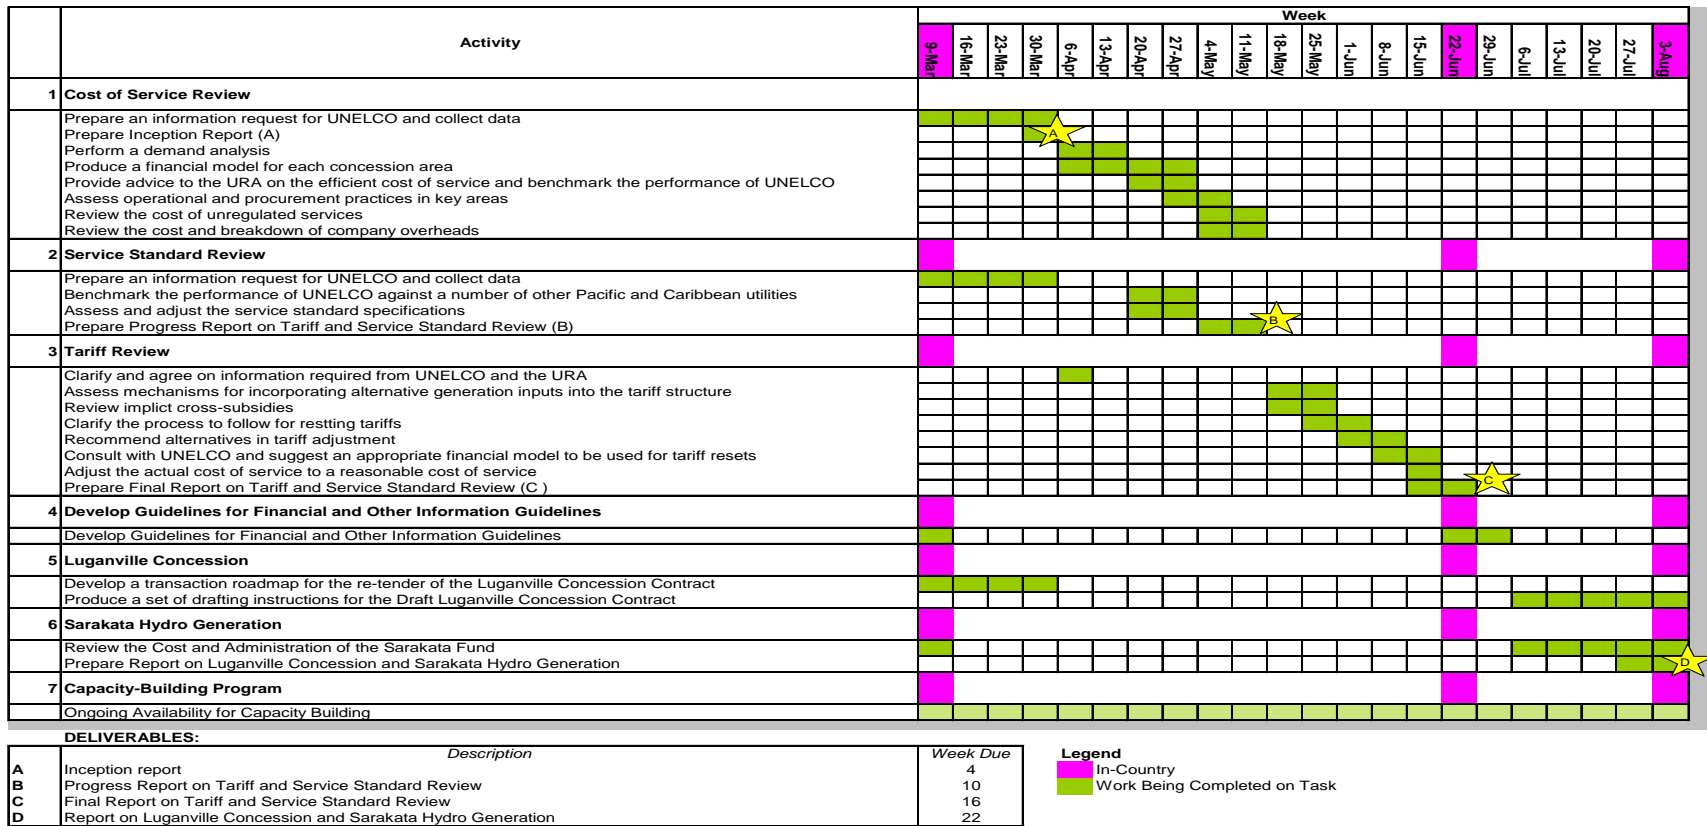 Week
Activity
9-Mar 16-Mar 23-Mar 30-Mar 6-Apr 13-Apr 20-Apr 27-Apr 4-May 11-May 18-May 25-May 1-Jun 8-Jun 15-Jun 22-Jun 29-Jun 6-Jul 13-Jul 20-Jul 27-Jul 3-Aug
1 Cost of Service Review
Prepare an information request for UNELCO and collect data
Prepare Inception Report (A)
A
Perform a demand analysis
Produce a financial model for each concession area
Provide advice to the URA on the efficient cost of service and benchmark the performance of UNELCO
Assess operational and procurement practices in key areas
Review the cost of unregulated services
Review the cost and breakdown of company overheads
2 Service Standard Review
Prepare an information request for UNELCO and collect data
Benchmark the performance of UNELCO against a number of other Pacific and Caribbean utilities
Assess and adjust the service standard specifications
Prepare Progress Report on Tariff and Service Standard Review (B)
B
3 Tariff Review
Clarify and agree on information required from UNELCO and the URA
Assess mechanisms for incorporating alternative generation inputs into the tariff structure
Review implict cross-subsidies
Clarify the process to follow for restting tariffs
Recommend alternatives in tariff adjustment
Consult with UNELCO and suggest an appropriate financial model to be used for tariff resets
Adjust the actual cost of service to a reasonable cost of service
Prepare Final Report on Tariff and Service Standard Review (C )
C
4 Develop Guidelines for Financial and Other Information Guidelines
Develop Guidelines for Financial and Other Information Guidelines
5 Luganville Concession
Develop a transaction roadmap for the re-tender of the Luganville Concession Contract
Produce a set of drafting instructions for the Draft Luganville Concession Contract
6 Sarakata Hydro Generation
Review the Cost and Administration of the Sarakata Fund
Prepare Report on Luganville Concession and Sarakata Hydro Generation
D
7 Capacity-Building Program
Ongoing Availability for Capacity Building
DELIVERABLES:
Description Week Due
A Inception report 4
B Progress Report on Tariff and Service Standard Review 10
C Final Report on Tariff and Service Standard Review 16
D Report on Luganville Concession and Sarakata Hydro Generation 22
Legend
In-Country
Work Being Completed on Task